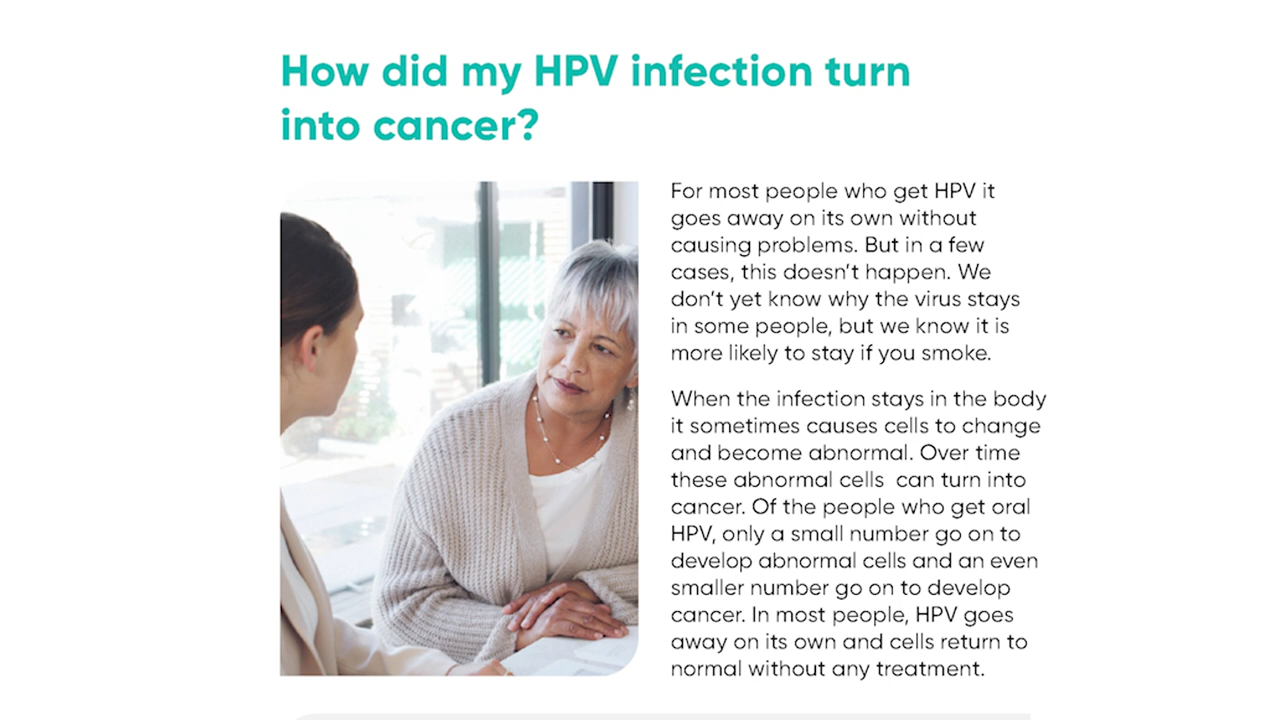 How did my HPV infection turn
into cancer?
For most people who get HPV it
goes away on its own without
causing problems. But in a few
cases, this doesn’t happen. We
don’t yet know why the virus stays
in some people, but we know it is
more likely to stay if you smoke.
When the infection stays in the body
it sometimes causes cells to change
and become abnormal. Over time
these abnormal cells  can turn into
cancer. Of the people who get oral
HPV, only a small number go on to
develop abnormal cells and an even
smaller number go on to develop
cancer. In most people, HPV goes
away on its own and cells return to
normal without any treatment.